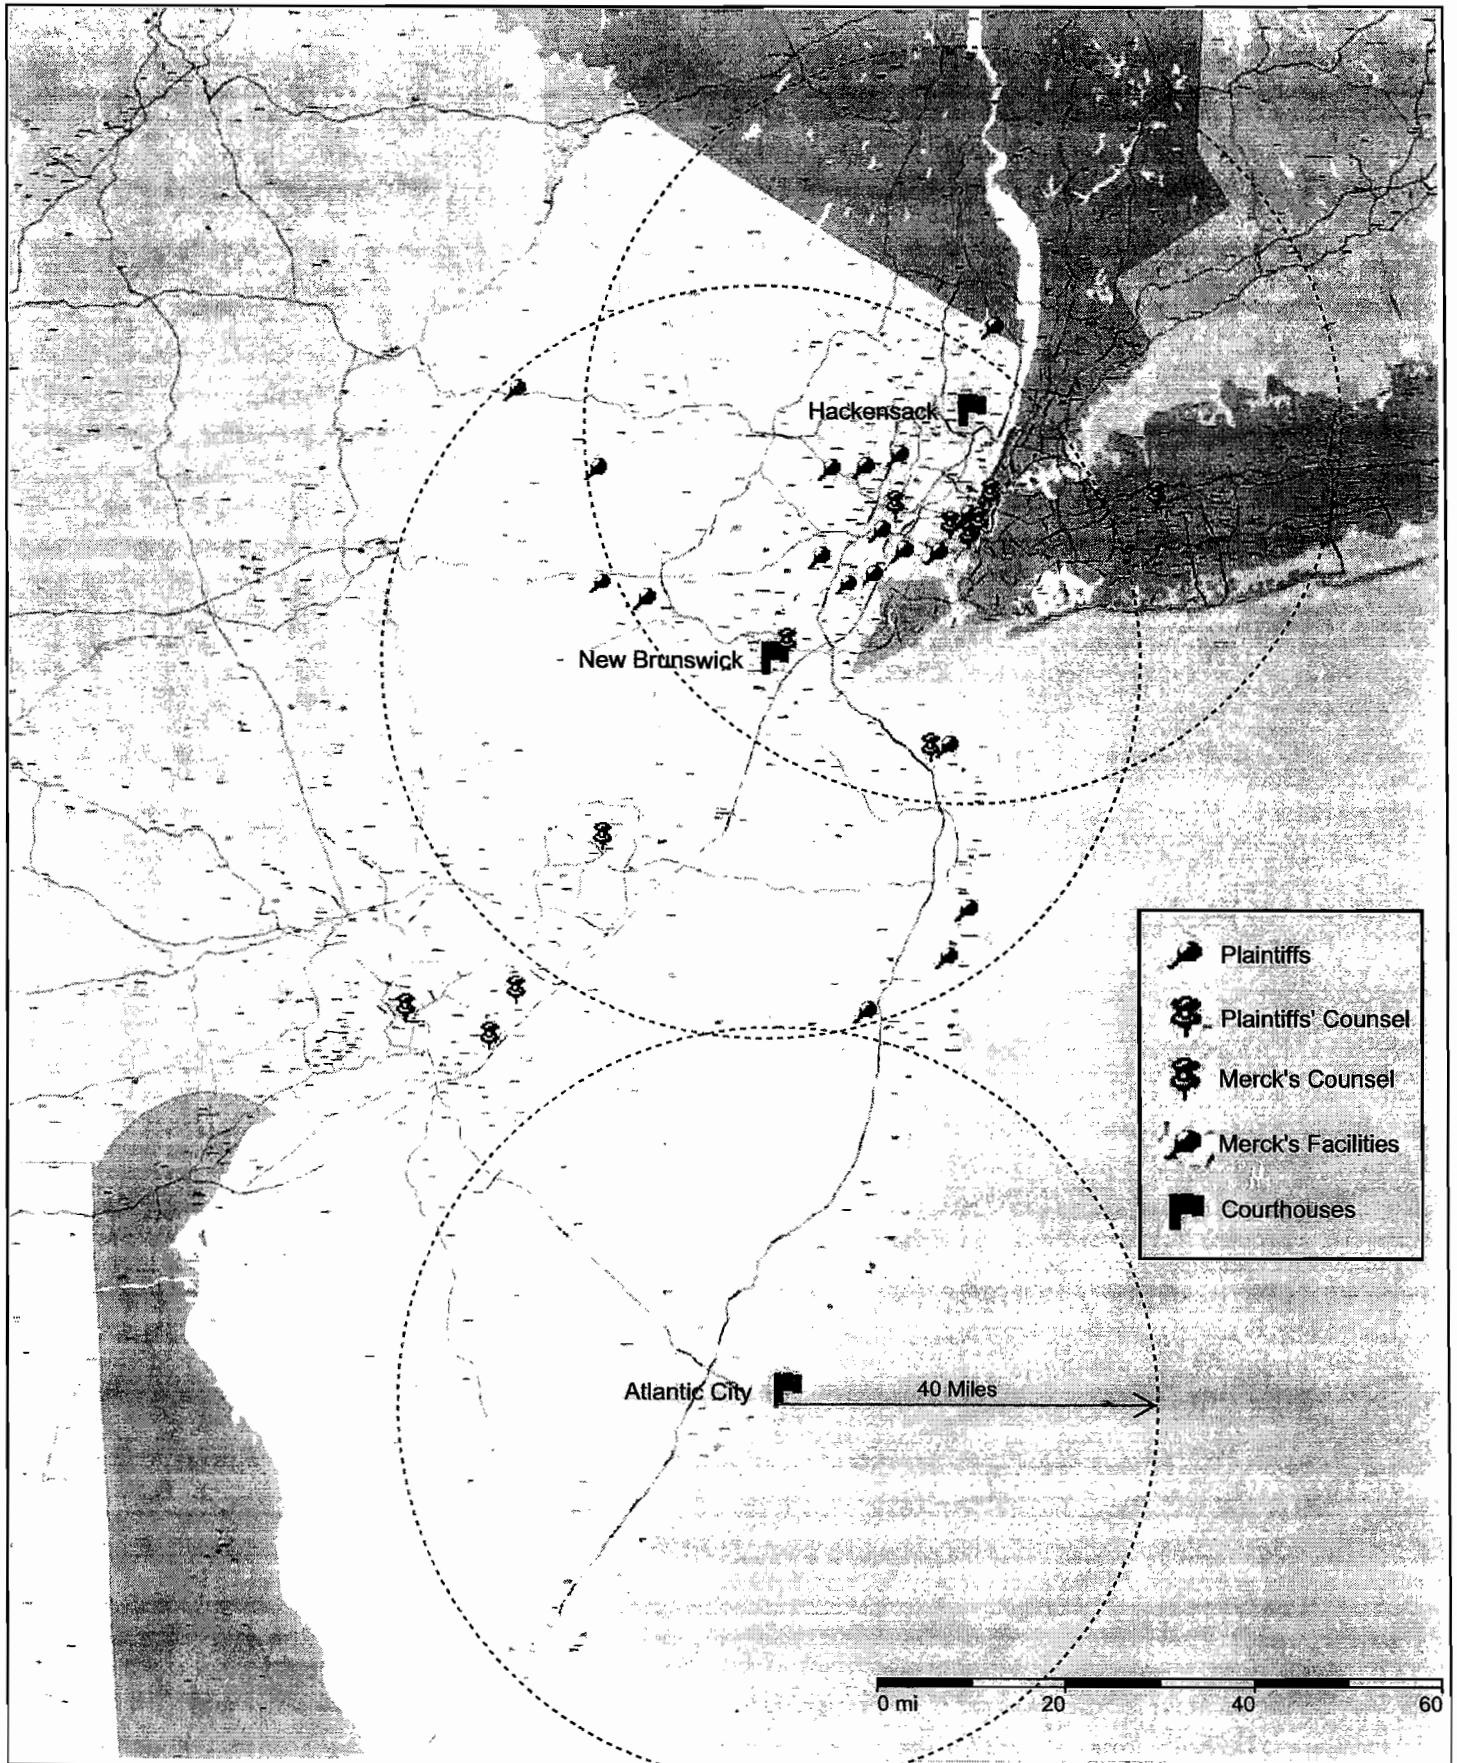 Hackensack
New Brunswick
Plaintiffs
Plaintiffs' Counsel
Merck's Counsel
Merck's Facilities
Courthouses
Atlantic City
40 Miles
0 mi 20 40 60